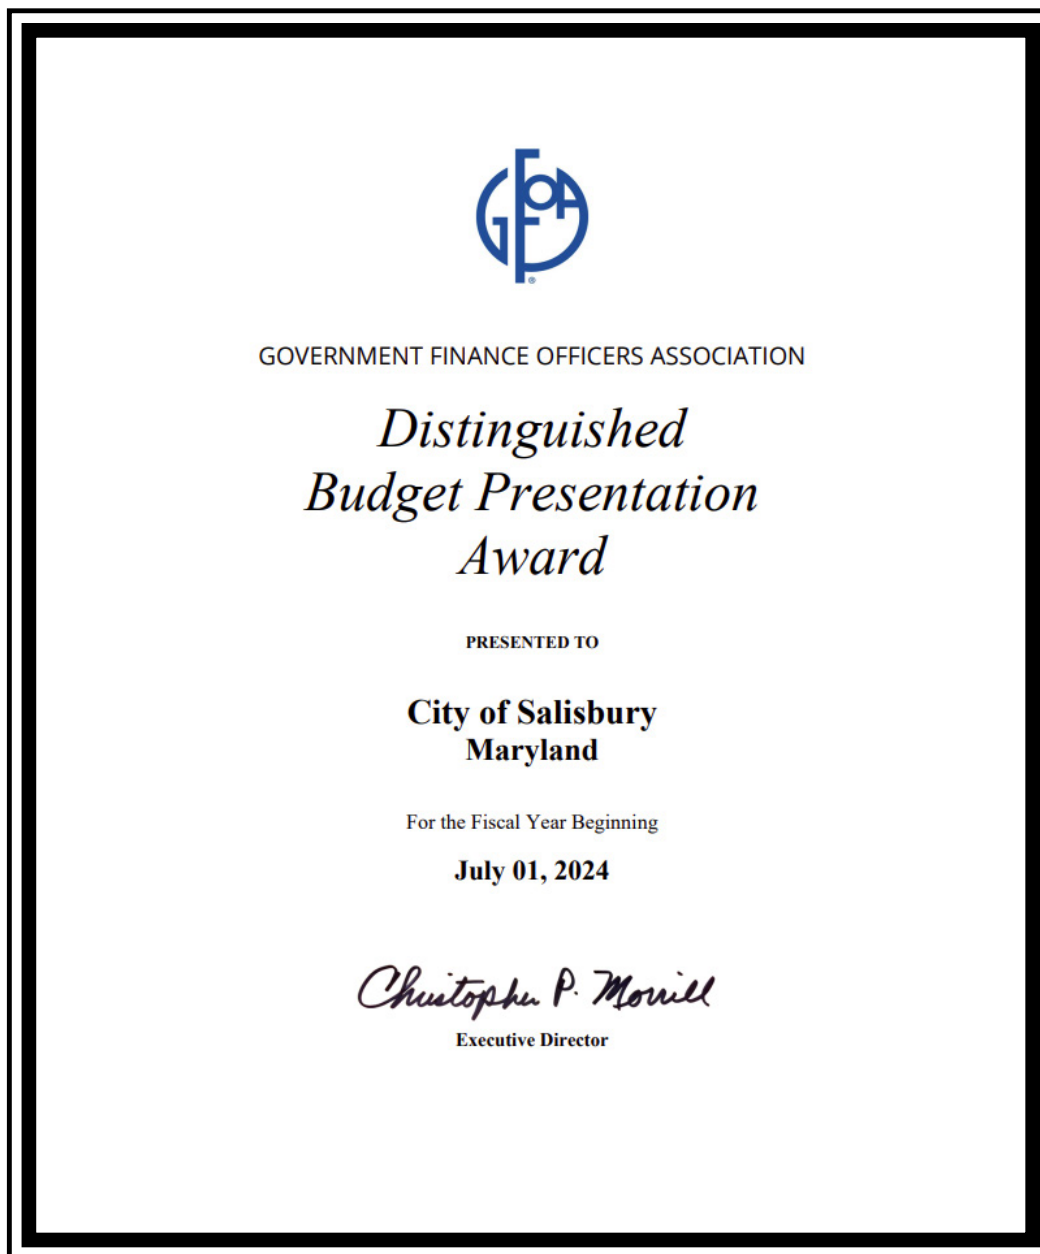 GFOA
®
GOVERNMENT FINANCE OFFICERS ASSOCIATION
Distinguished
Budget Presentation
Award
PRESENTED TO
City of Salisbury
Maryland
For the Fiscal Year Beginning
July 01, 2024
Christopher P. Morrill
Executive Director